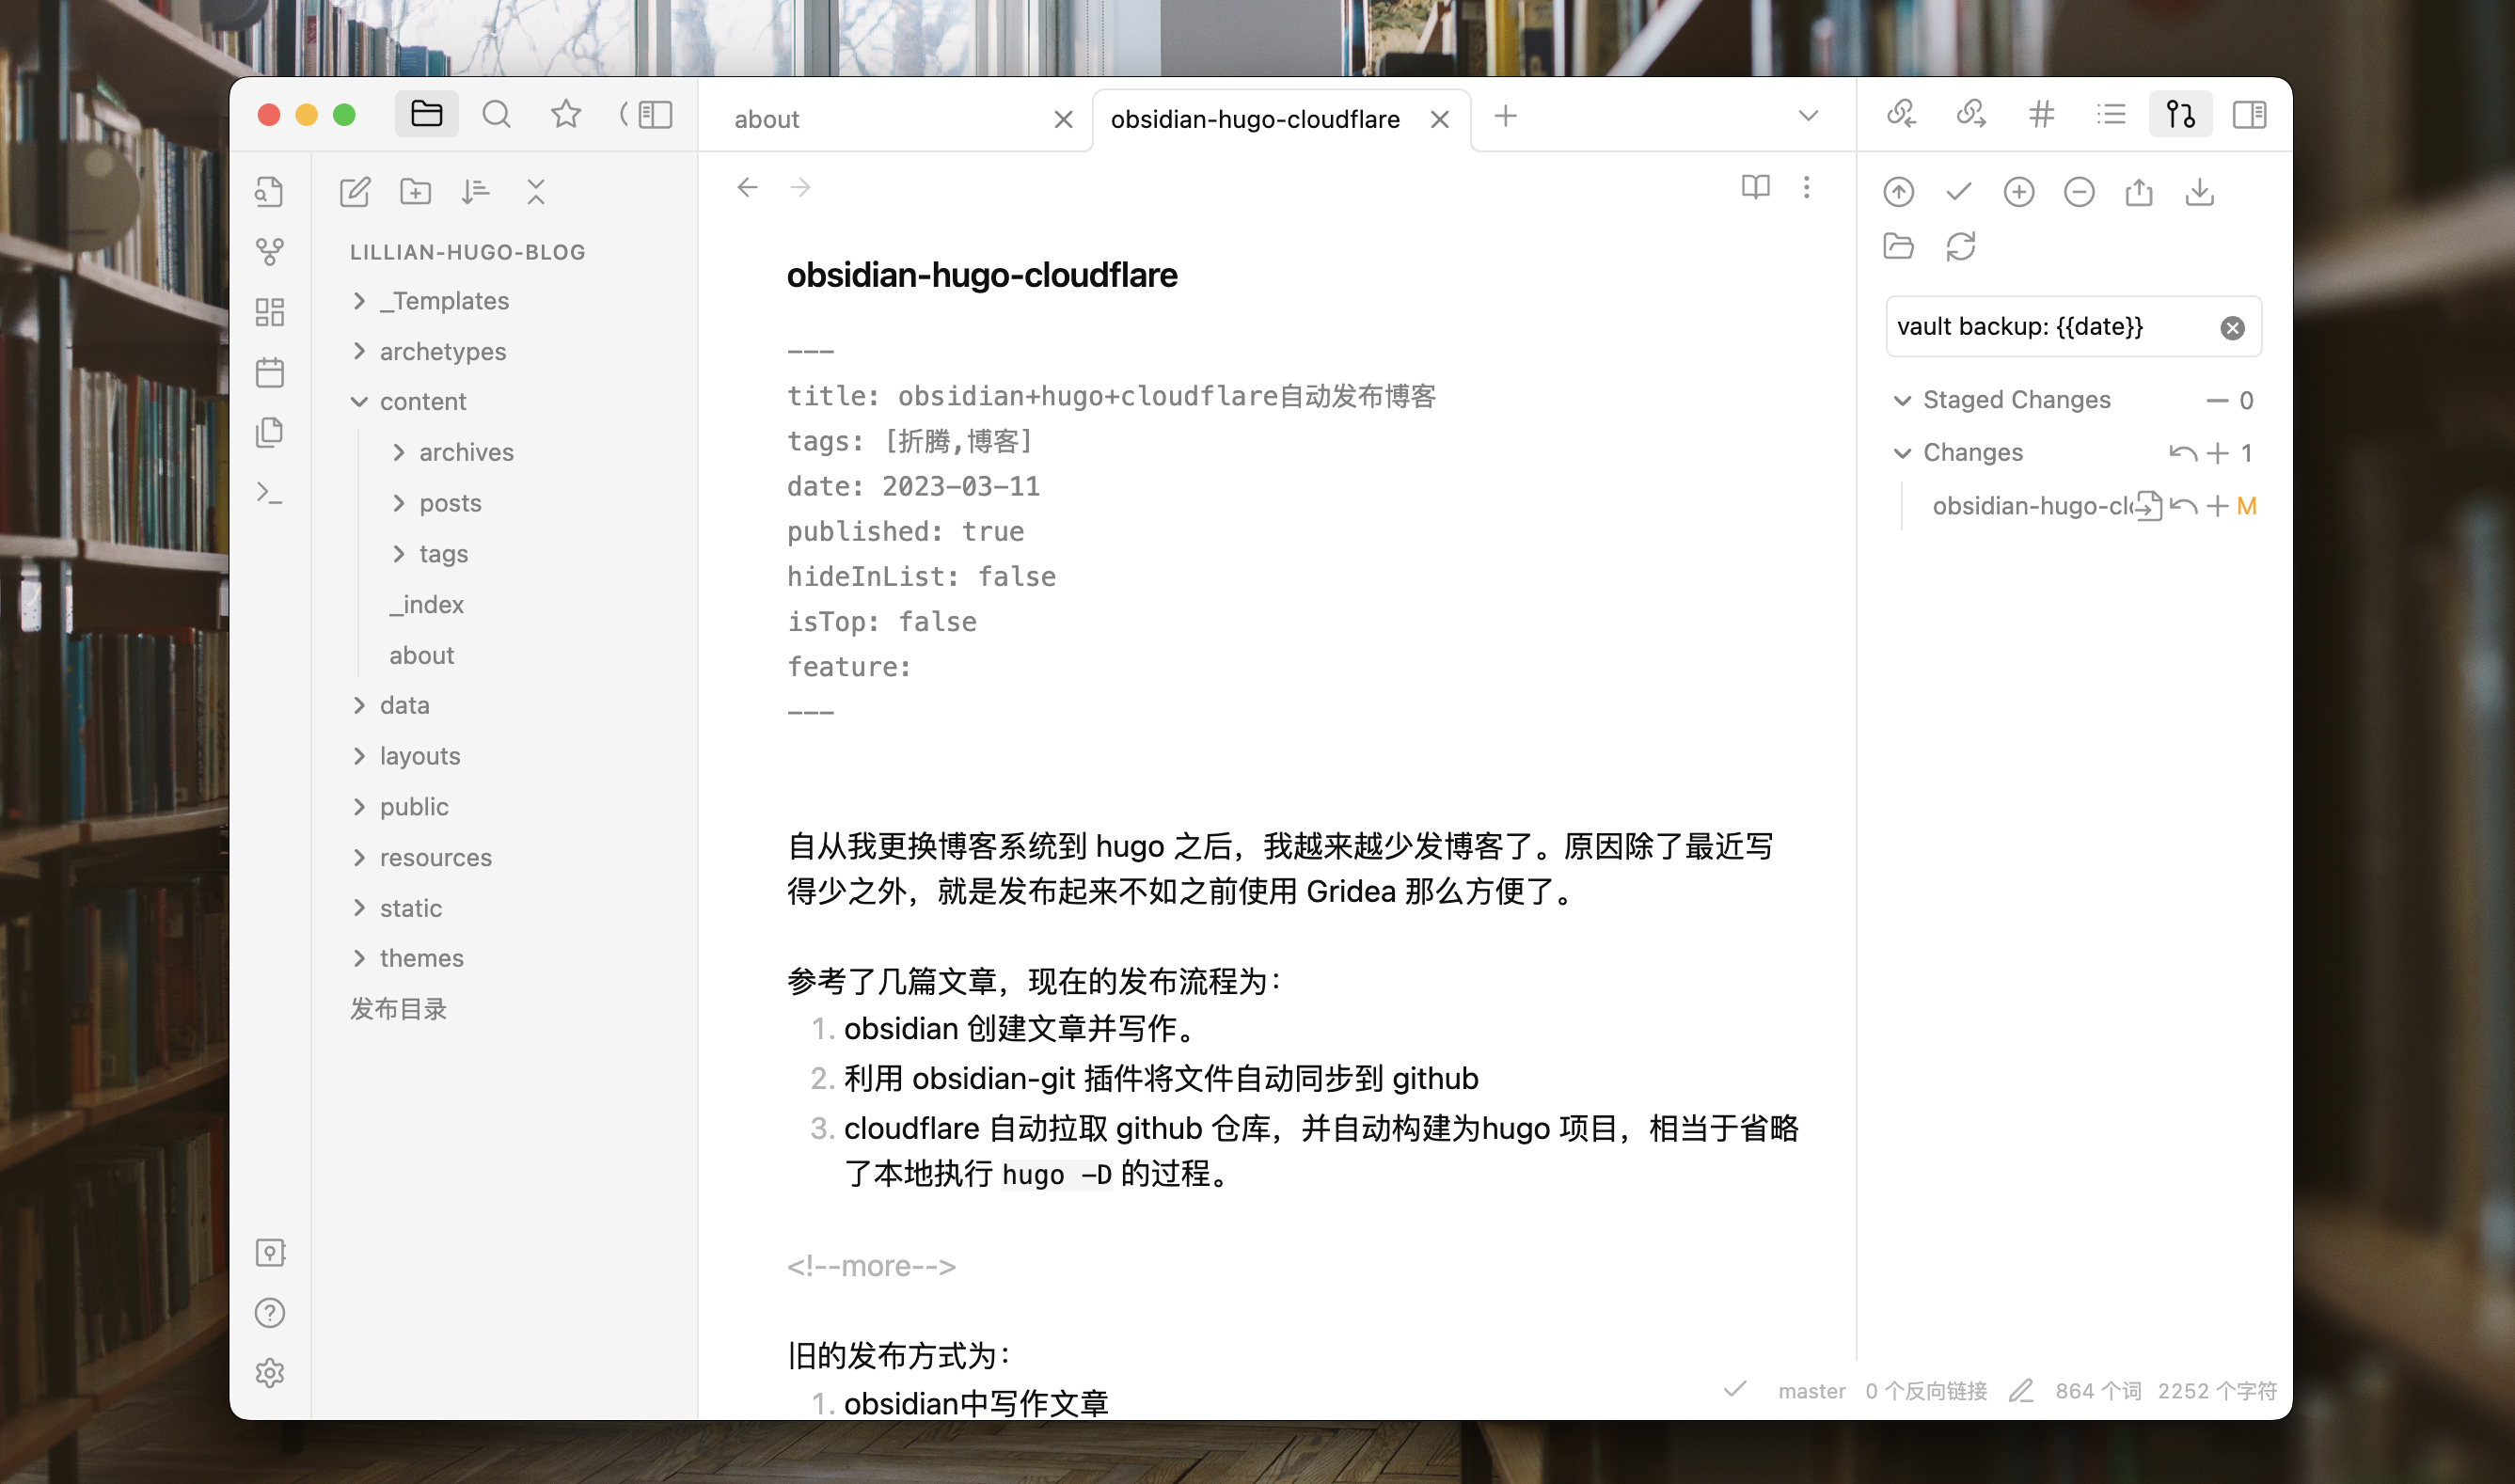 about
obsidian-hugo-cloudflare
LILLIAN-HUGO-BLOG
_Templates
archetypes
content
archives
posts
tags
_index
about
data
layouts
public
resources
static
themes
发布目录
obsidian-hugo-cloudflare
---
title: obsidian+hugo+cloudflare自动发布博客
tags: [折腾,博客]
date: 2023-03-11
published: true
hideInList: false
isTop: false
feature:
---
自从我更换博客系统到 hugo 之后，我越来越少发博客了。原因除了最近写
得少之外，就是发布起来不如之前使用 Gridea 那么方便了。
参考了几篇文章，现在的发布流程为：
1. obsidian 创建文章并写作。
2. 利用 obsidian-git 插件将文件自动同步到 github
3. cloudflare 自动拉取 github 仓库，并自动构建为hugo 项目，相当于省略
了本地执行 hugo -D 的过程。
<!--more-->
旧的发布方式为：
1. obsidian中写作文章
vault backup: {{date}}
Staged Changes 0
Changes 1
obsidian-hugo-cl M
master 0 个反向链接 864 个词 2252 个字符